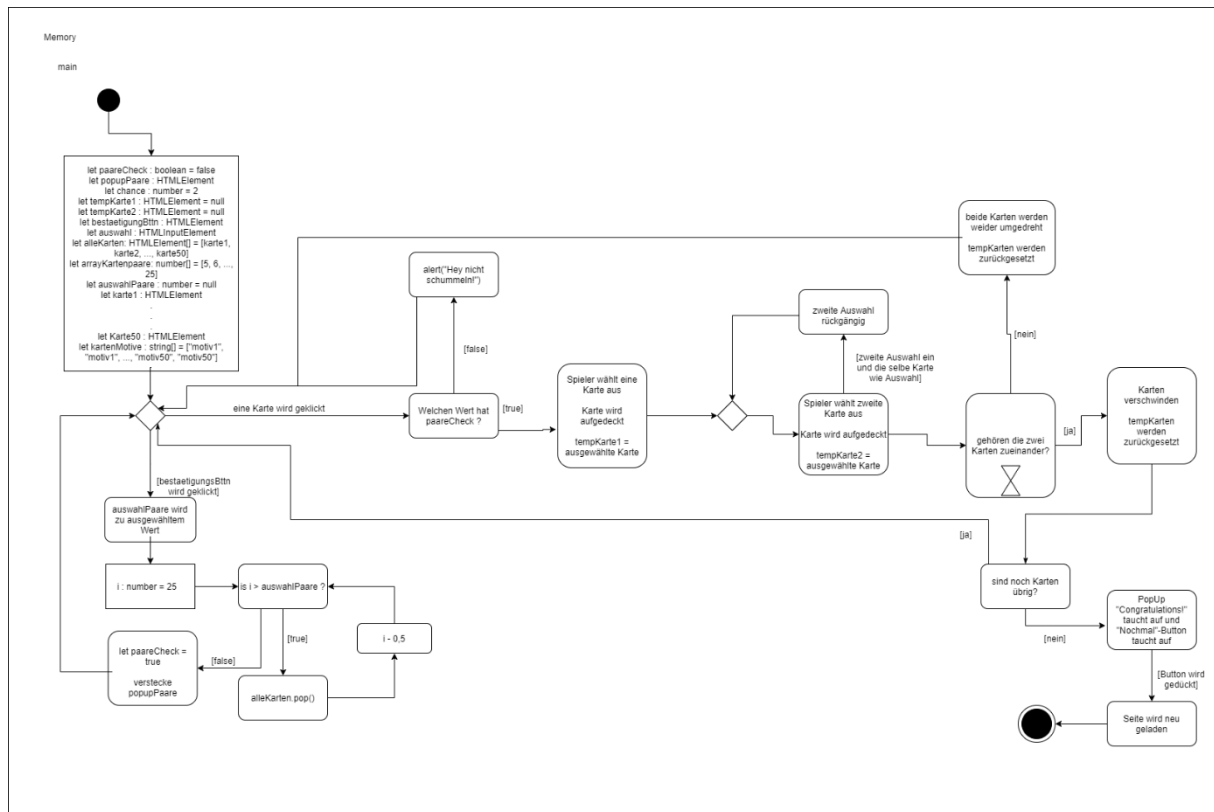 Memory
main
let paareCheck : boolean = false
let popupPaare : HTMLElement
let chance : number = 2
let tempKarte1 : HTMLElement = null
let tempKarte2 : HTMLElement = null
let bestaetigungBttn : HTMLElement
let auswahl : HTMLInputElement
let alleKarten: HTMLElement[] = [karte1,
karte2, ..., karte50]
let arrayKartenpaare: number[] = [5, 6, ...,
25]
let auswahlPaare : number = null
let karte1 : HTMLElement
.
.
.
let Karte50 : HTMLElement
let kartenMotive : string[] = ["motiv1",
"motiv1", ..., "motiv50", "motiv50"]
eine Karte wird geklickt
alert("Hey nicht
schummeln!")
[false]
Welchen Wert hat
paareCheck ?
[true]
Spieler wählt eine
Karte aus
Karte wird
aufgedeckt
tempKarte1 =
ausgewählte Karte
zweite Auswahl
rückgängig
[zweite Auswahl ein
und die selbe Karte
wie Auswahl]
Spieler wählt zweite
Karte aus
Karte wird aufgedeckt
tempKarte2 =
ausgewählte Karte
beide Karten werden
weider umgedreht
tempKarten werden
zurückgesetzt
[nein]
gehören die zwei
Karten zueinander?
[ja]
Karten
verschwinden
tempKarten
werden
zurückgesetzt
[bestaetigungsBttn
wird geklickt]
auswahlPaare wird
zu ausgewähltem
Wert
i : number = 25
is i > auswahlPaare ?
[true]
[false]
i - 0,5
alleKarten.pop()
let paareCheck =
true
verstecke
popupPaare
[ja]
sind noch Karten
übrig?
[nein]
PopUp
"Congratulations!"
taucht auf und
"Nochmal"-Button
taucht auf
[Button wird
gedückt]
Seite wird neu
geladen